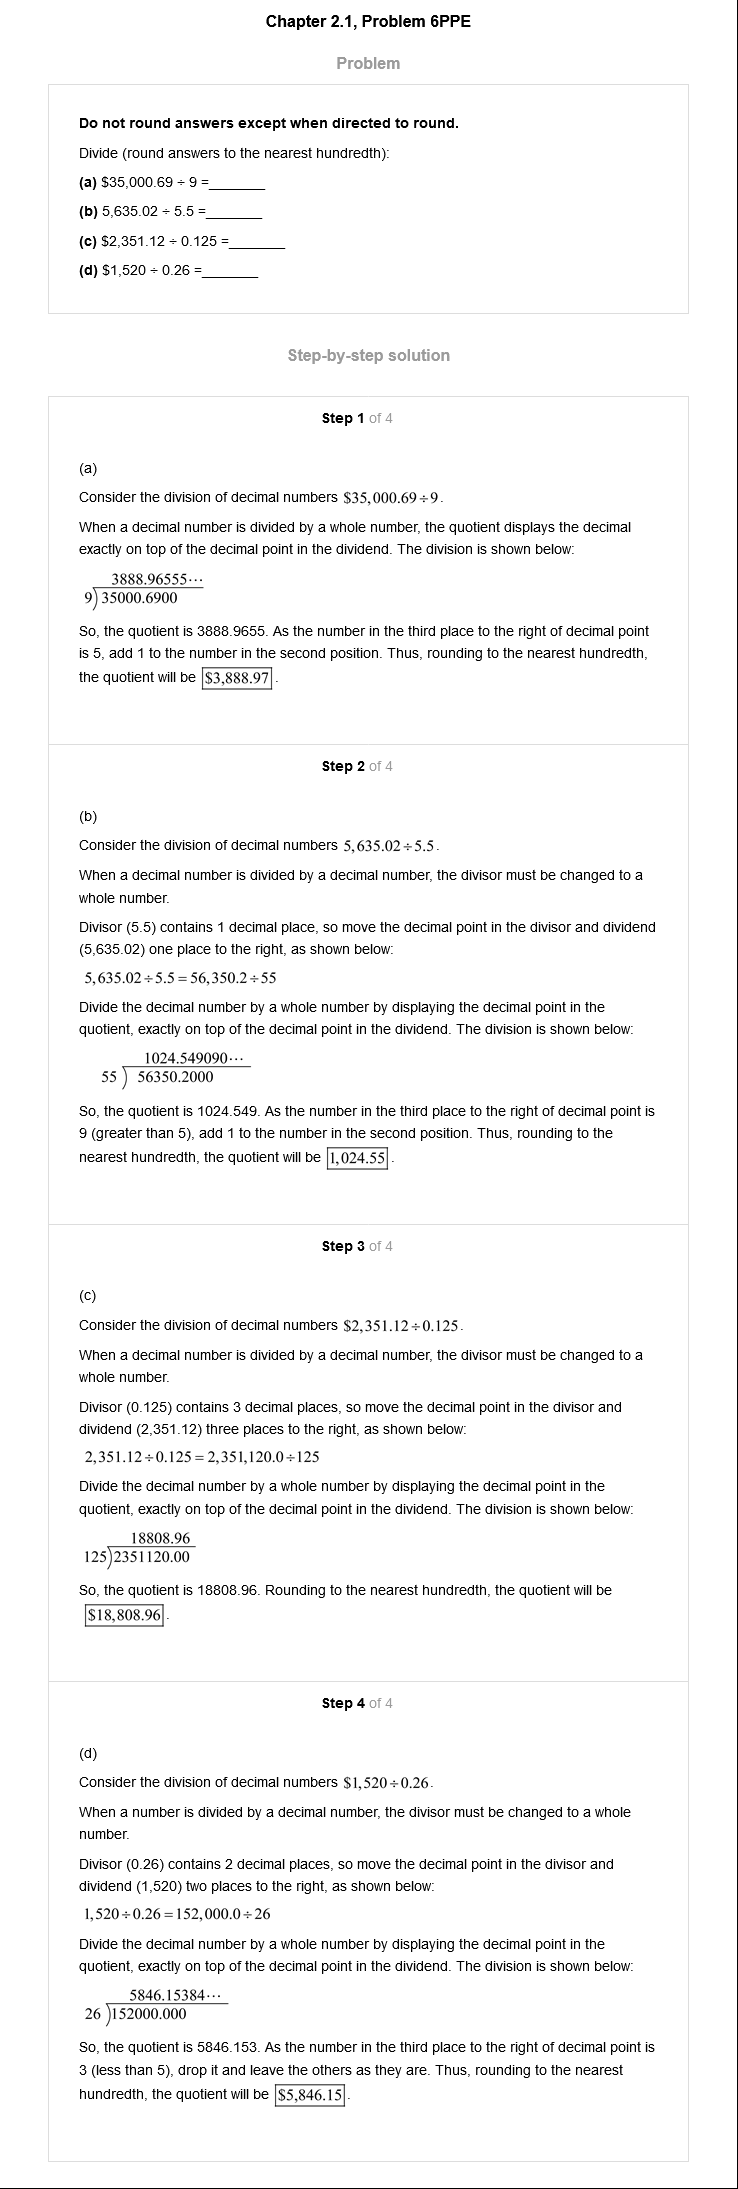 Chapter 2.1, Problem 6PPE
Problem
Do not round answers except when directed to round.
Divide (round answers to the nearest hundredth):
(a) $35,000.69 ÷ 9 =_______
(b) 5,635.02 ÷ 5.5 =_______
(c) $2,351.12 ÷ 0.125 =_______
(d) $1,520 ÷ 0.26 =_______
Step-by-step solution
Step 1 of 4
(a)
Consider the division of decimal numbers $35,000.69÷9.
When a decimal number is divided by a whole number, the quotient displays the decimal
exactly on top of the decimal point in the dividend. The division is shown below:
3888.96555···
9)35000.6900
So, the quotient is 3888.9655. As the number in the third place to the right of decimal point
is 5, add 1 to the number in the second position. Thus, rounding to the nearest hundredth,
the quotient will be $3,888.97.
Step 2 of 4
(b)
Consider the division of decimal numbers 5,635.02÷5.5.
When a decimal number is divided by a decimal number, the divisor must be changed to a
whole number.
Divisor (5.5) contains 1 decimal place, so move the decimal point in the divisor and dividend
(5,635.02) one place to the right, as shown below:
5,635.02÷5.5=56,350.2÷55
Divide the decimal number by a whole number by displaying the decimal point in the
quotient, exactly on top of the decimal point in the dividend. The division is shown below:
1024.549090···
55 ) 56350.2000
So, the quotient is 1024.549. As the number in the third place to the right of decimal point is
9 (greater than 5), add 1 to the number in the second position. Thus, rounding to the
nearest hundredth, the quotient will be 1,024.55.
Step 3 of 4
(c)
Consider the division of decimal numbers $2,351.12÷0.125.
When a decimal number is divided by a decimal number, the divisor must be changed to a
whole number.
Divisor (0.125) contains 3 decimal places, so move the decimal point in the divisor and
dividend (2,351.12) three places to the right, as shown below:
2,351.12÷0.125=2,351,120.0÷125
Divide the decimal number by a whole number by displaying the decimal point in the
quotient, exactly on top of the decimal point in the dividend. The division is shown below:
18808.96
125)2351120.00
So, the quotient is 18808.96. Rounding to the nearest hundredth, the quotient will be
$18,808.96.
Step 4 of 4
(d)
Consider the division of decimal numbers $1,520÷0.26.
When a number is divided by a decimal number, the divisor must be changed to a whole
number.
Divisor (0.26) contains 2 decimal places, so move the decimal point in the divisor and
dividend (1,520) two places to the right, as shown below:
1,520÷0.26=152,000.0÷26
Divide the decimal number by a whole number by displaying the decimal point in the
quotient, exactly on top of the decimal point in the dividend. The division is shown below:
5846.15384···
26 )152000.000
So, the quotient is 5846.153. As the number in the third place to the right of decimal point is
3 (less than 5), drop it and leave the others as they are. Thus, rounding to the nearest
hundredth, the quotient will be $5,846.15.